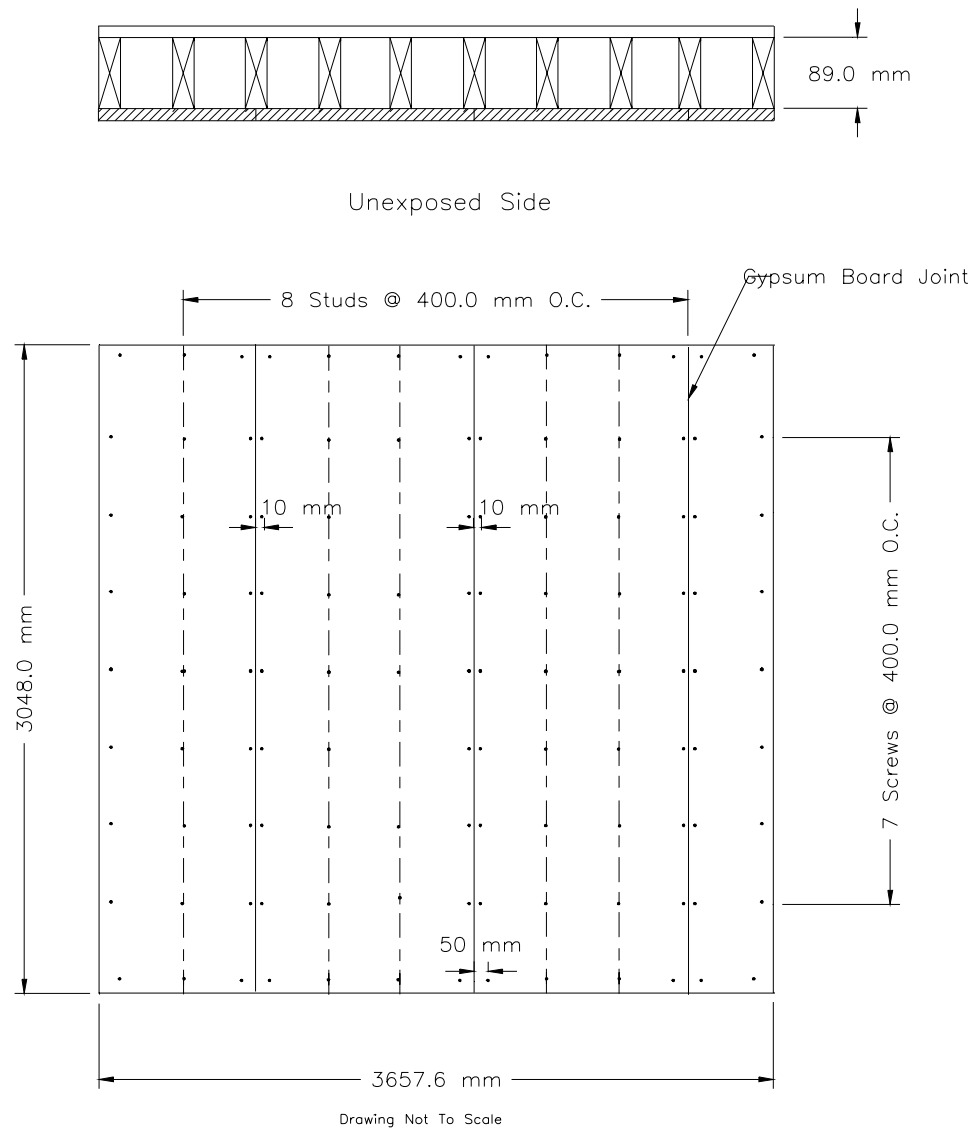 89.0 mm
Unexposed Side
Gypsum Board Joint
8 Studs @ 400.0 mm O.C.
10 mm
10 mm
3048.0 mm
7 Screws @ 400.0 mm O.C.
50 mm
3657.6 mm
Drawing Not To Scale